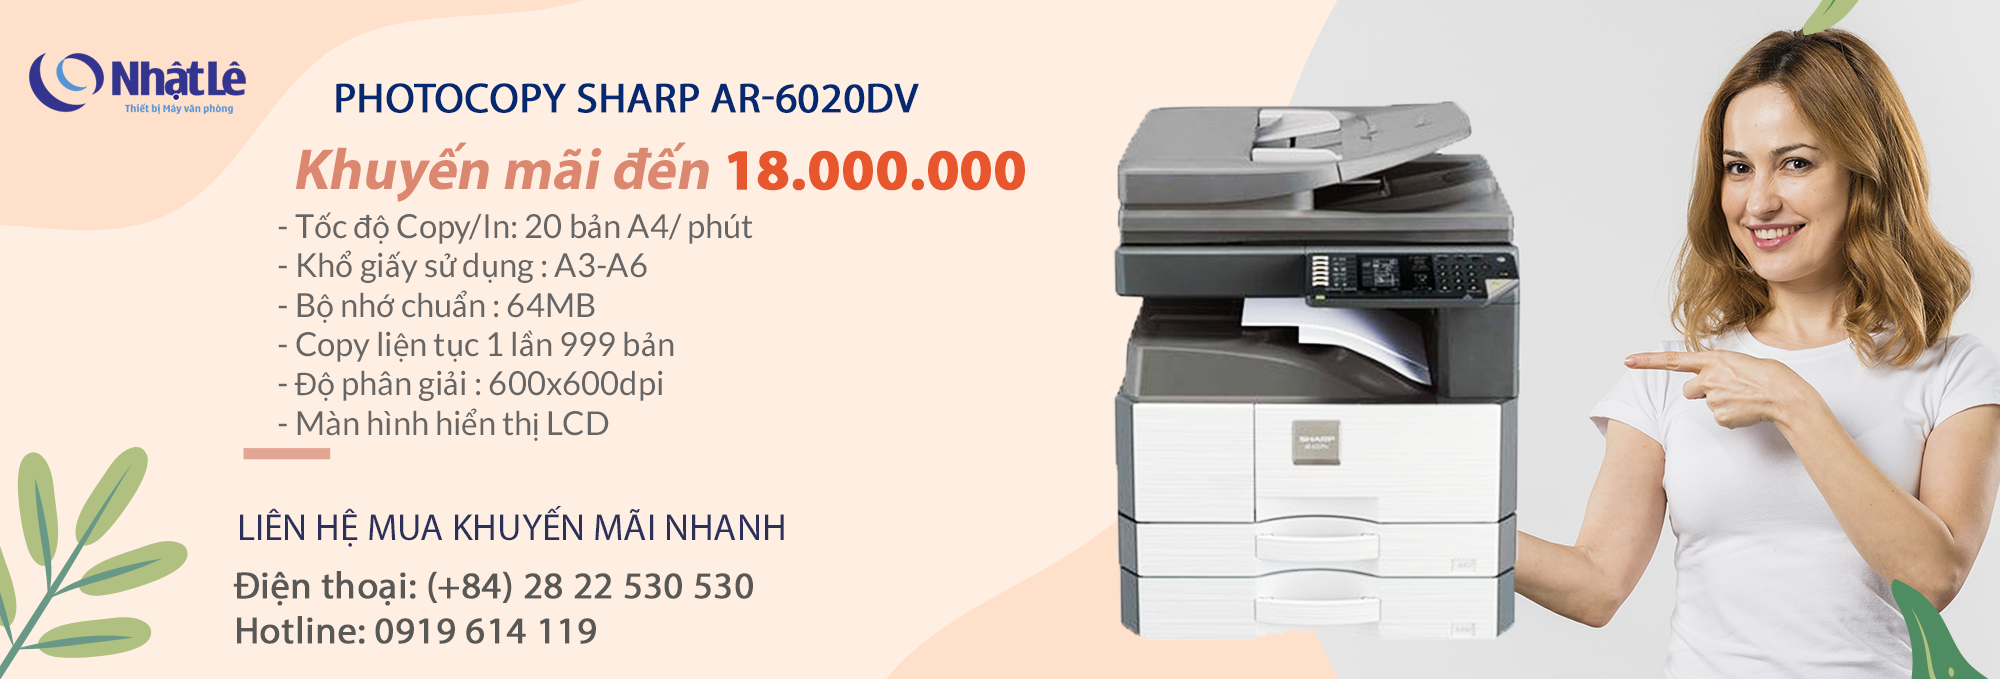 NhậtLê
Thiết bị Máy văn phòng
PHOTOCOPY SHARP AR-6020DV
Khuyến mãi đến 18.000.000
- Tốc độ Copy/In: 20 bản A4/ phút
- Khổ giấy sử dụng : A3-A6
- Bộ nhớ chuẩn : 64MB
- Copy liện tục 1 lần 999 bản
- Độ phân giải : 600x600dpi
- Màn hình hiển thị LCD
LIÊN HỆ MUA KHUYẾN MÃI NHANH
Điện thoại: (+84) 28 22 530 530
Hotline: 0919 614 119
SHARP